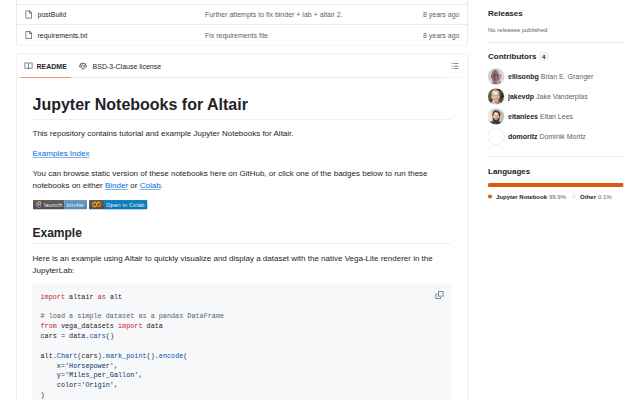 postBuild Further attempts to fix binder + lab + altair 2. 8 years ago
requirements.txt Fix requirements file 8 years ago
README BSD-3-Clause license
Jupyter Notebooks for Altair
This repository contains tutorial and example Jupyter Notebooks for Altair.
Examples Index
You can browse static version of these notebooks here on GitHub, or click one of the badges below to run these
notebooks on either Binder or Colab.
launch binder Open in Colab
Example
Here is an example using Altair to quickly visualize and display a dataset with the native Vega-Lite renderer in the
JupyterLab:
import altair as alt
# load a simple dataset as a pandas DataFrame
from vega_datasets import data
cars = data.cars()
alt.Chart(cars).mark_point().encode(
x='Horsepower',
y='Miles_per_Gallon',
color='Origin',
)
Releases
No releases published
Contributors 4
ellisonbg Brian E. Granger
jakevdp Jake Vanderplas
eitanlees Eitan Lees
domoritz Dominik Moritz
Languages
Jupyter Notebook 99.9% Other 0.1%